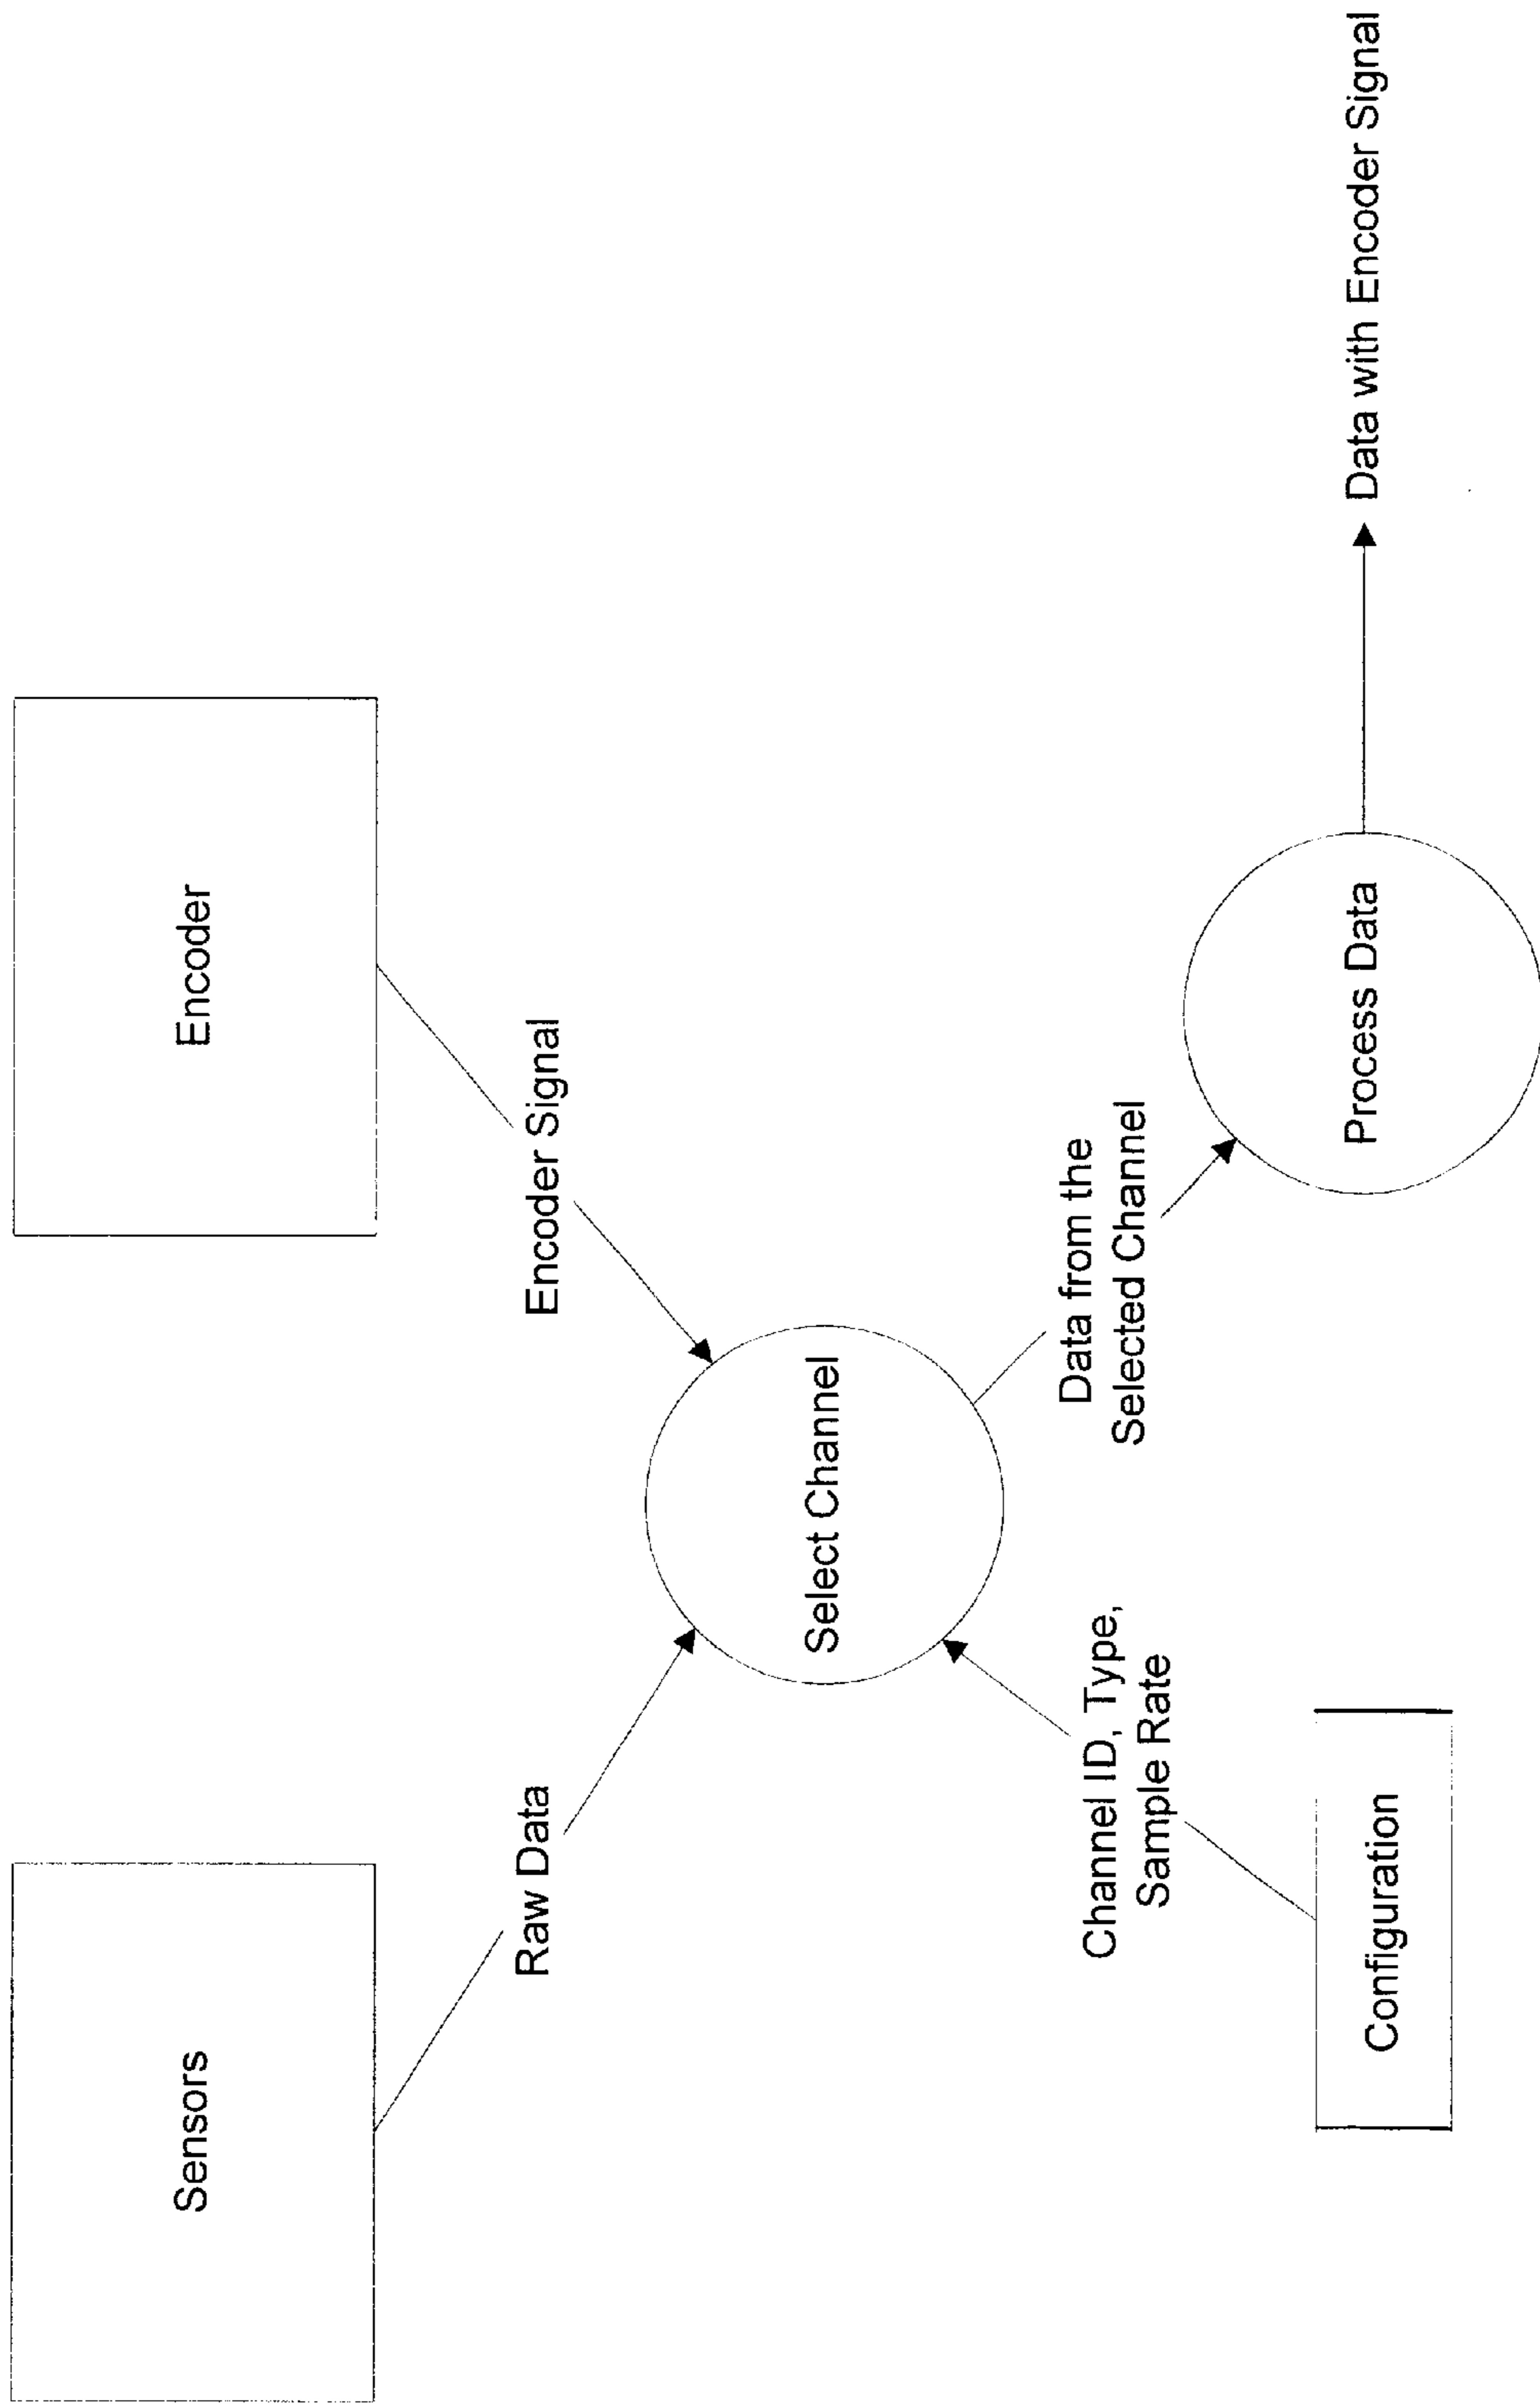 Sensors
Encoder
Raw Data
Encoder Signal
Select Channel
Channel ID, Type,
Sample Rate
Data from the
Selected Channel
Configuration
Process Data
Data with Encoder Signal